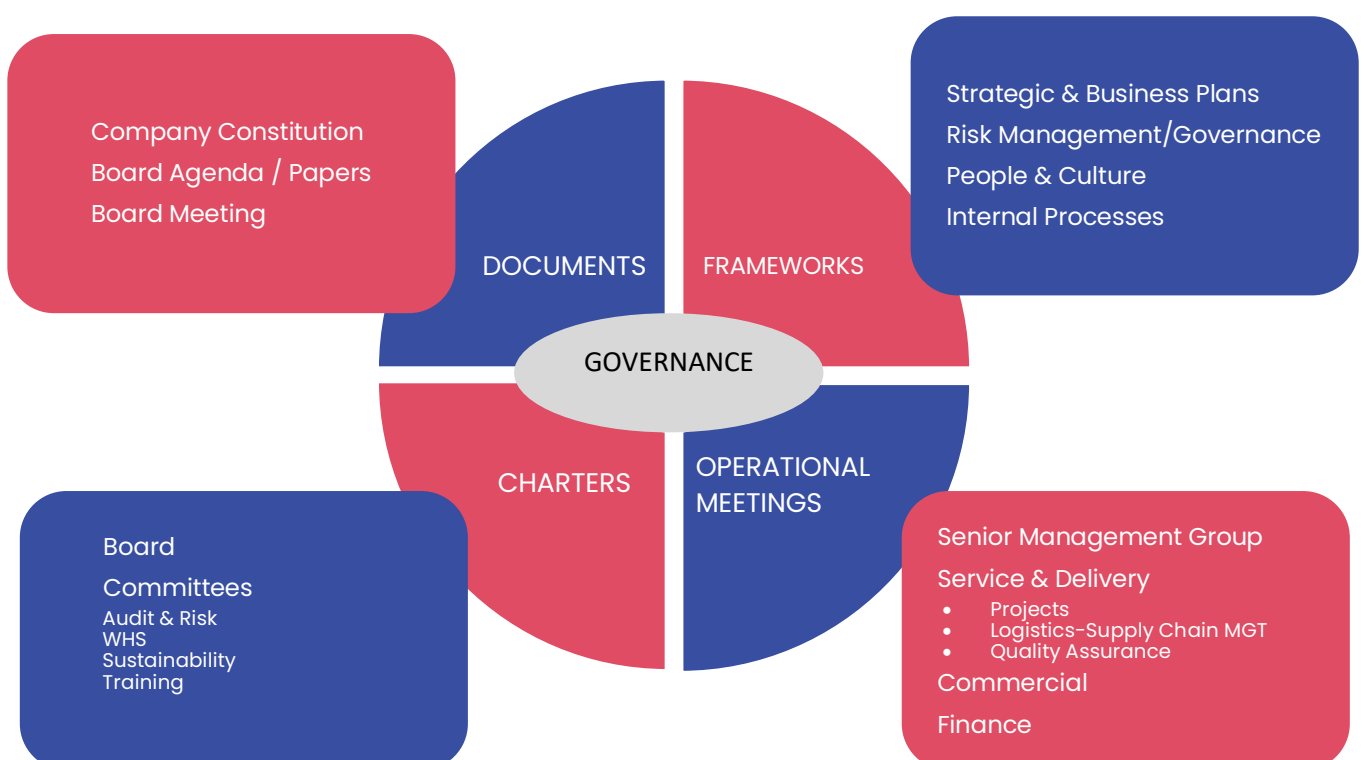 Company Constitution
Board Agenda / Papers
Board Meeting
Strategic & Business Plans
Risk Management/Governance
People & Culture
Internal Processes
DOCUMENTS
FRAMEWORKS
GOVERNANCE
CHARTERS
OPERATIONAL
MEETINGS
Board
Committees
Audit & Risk
WHS
Sustainability
Training
Senior Management Group
Service & Delivery
• Projects
• Logistics-Supply Chain MGT
• Quality Assurance
Commercial
Finance